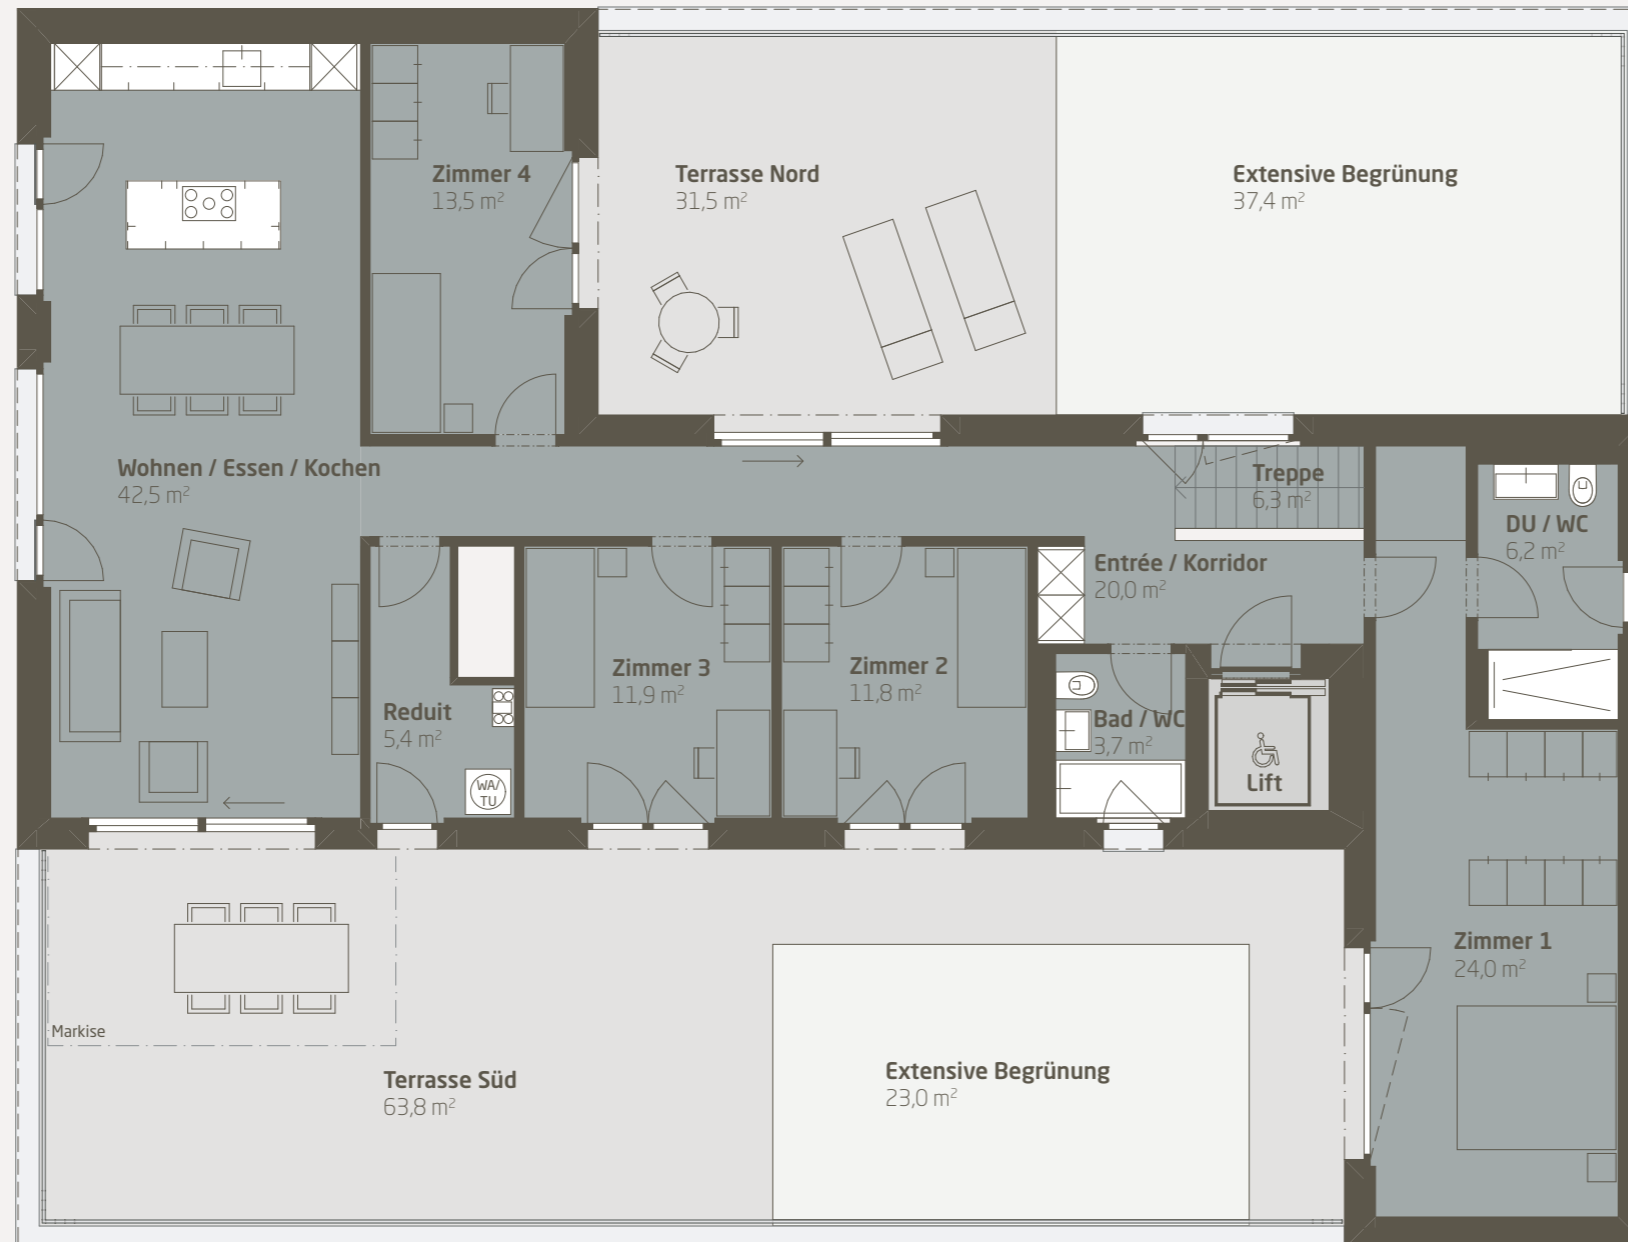 Zimmer 4
13,5 m²
Terrasse Nord
31,5 m²
Extensive Begrünung
37,4 m²
Wohnen / Essen / Kochen
42,5 m²
Treppe
6,3 m²
DU / WC
6,2 m²
Entrée / Korridor
20,0 m²
Zimmer 3
11,9 m²
Zimmer 2
11,8 m²
Reduit
5,4 m²
Bad / WC
3,7 m²
WA/
TU
Lift
Zimmer 1
24,0 m²
Markise
Terrasse Süd
63,8 m²
Extensive Begrünung
23,0 m²